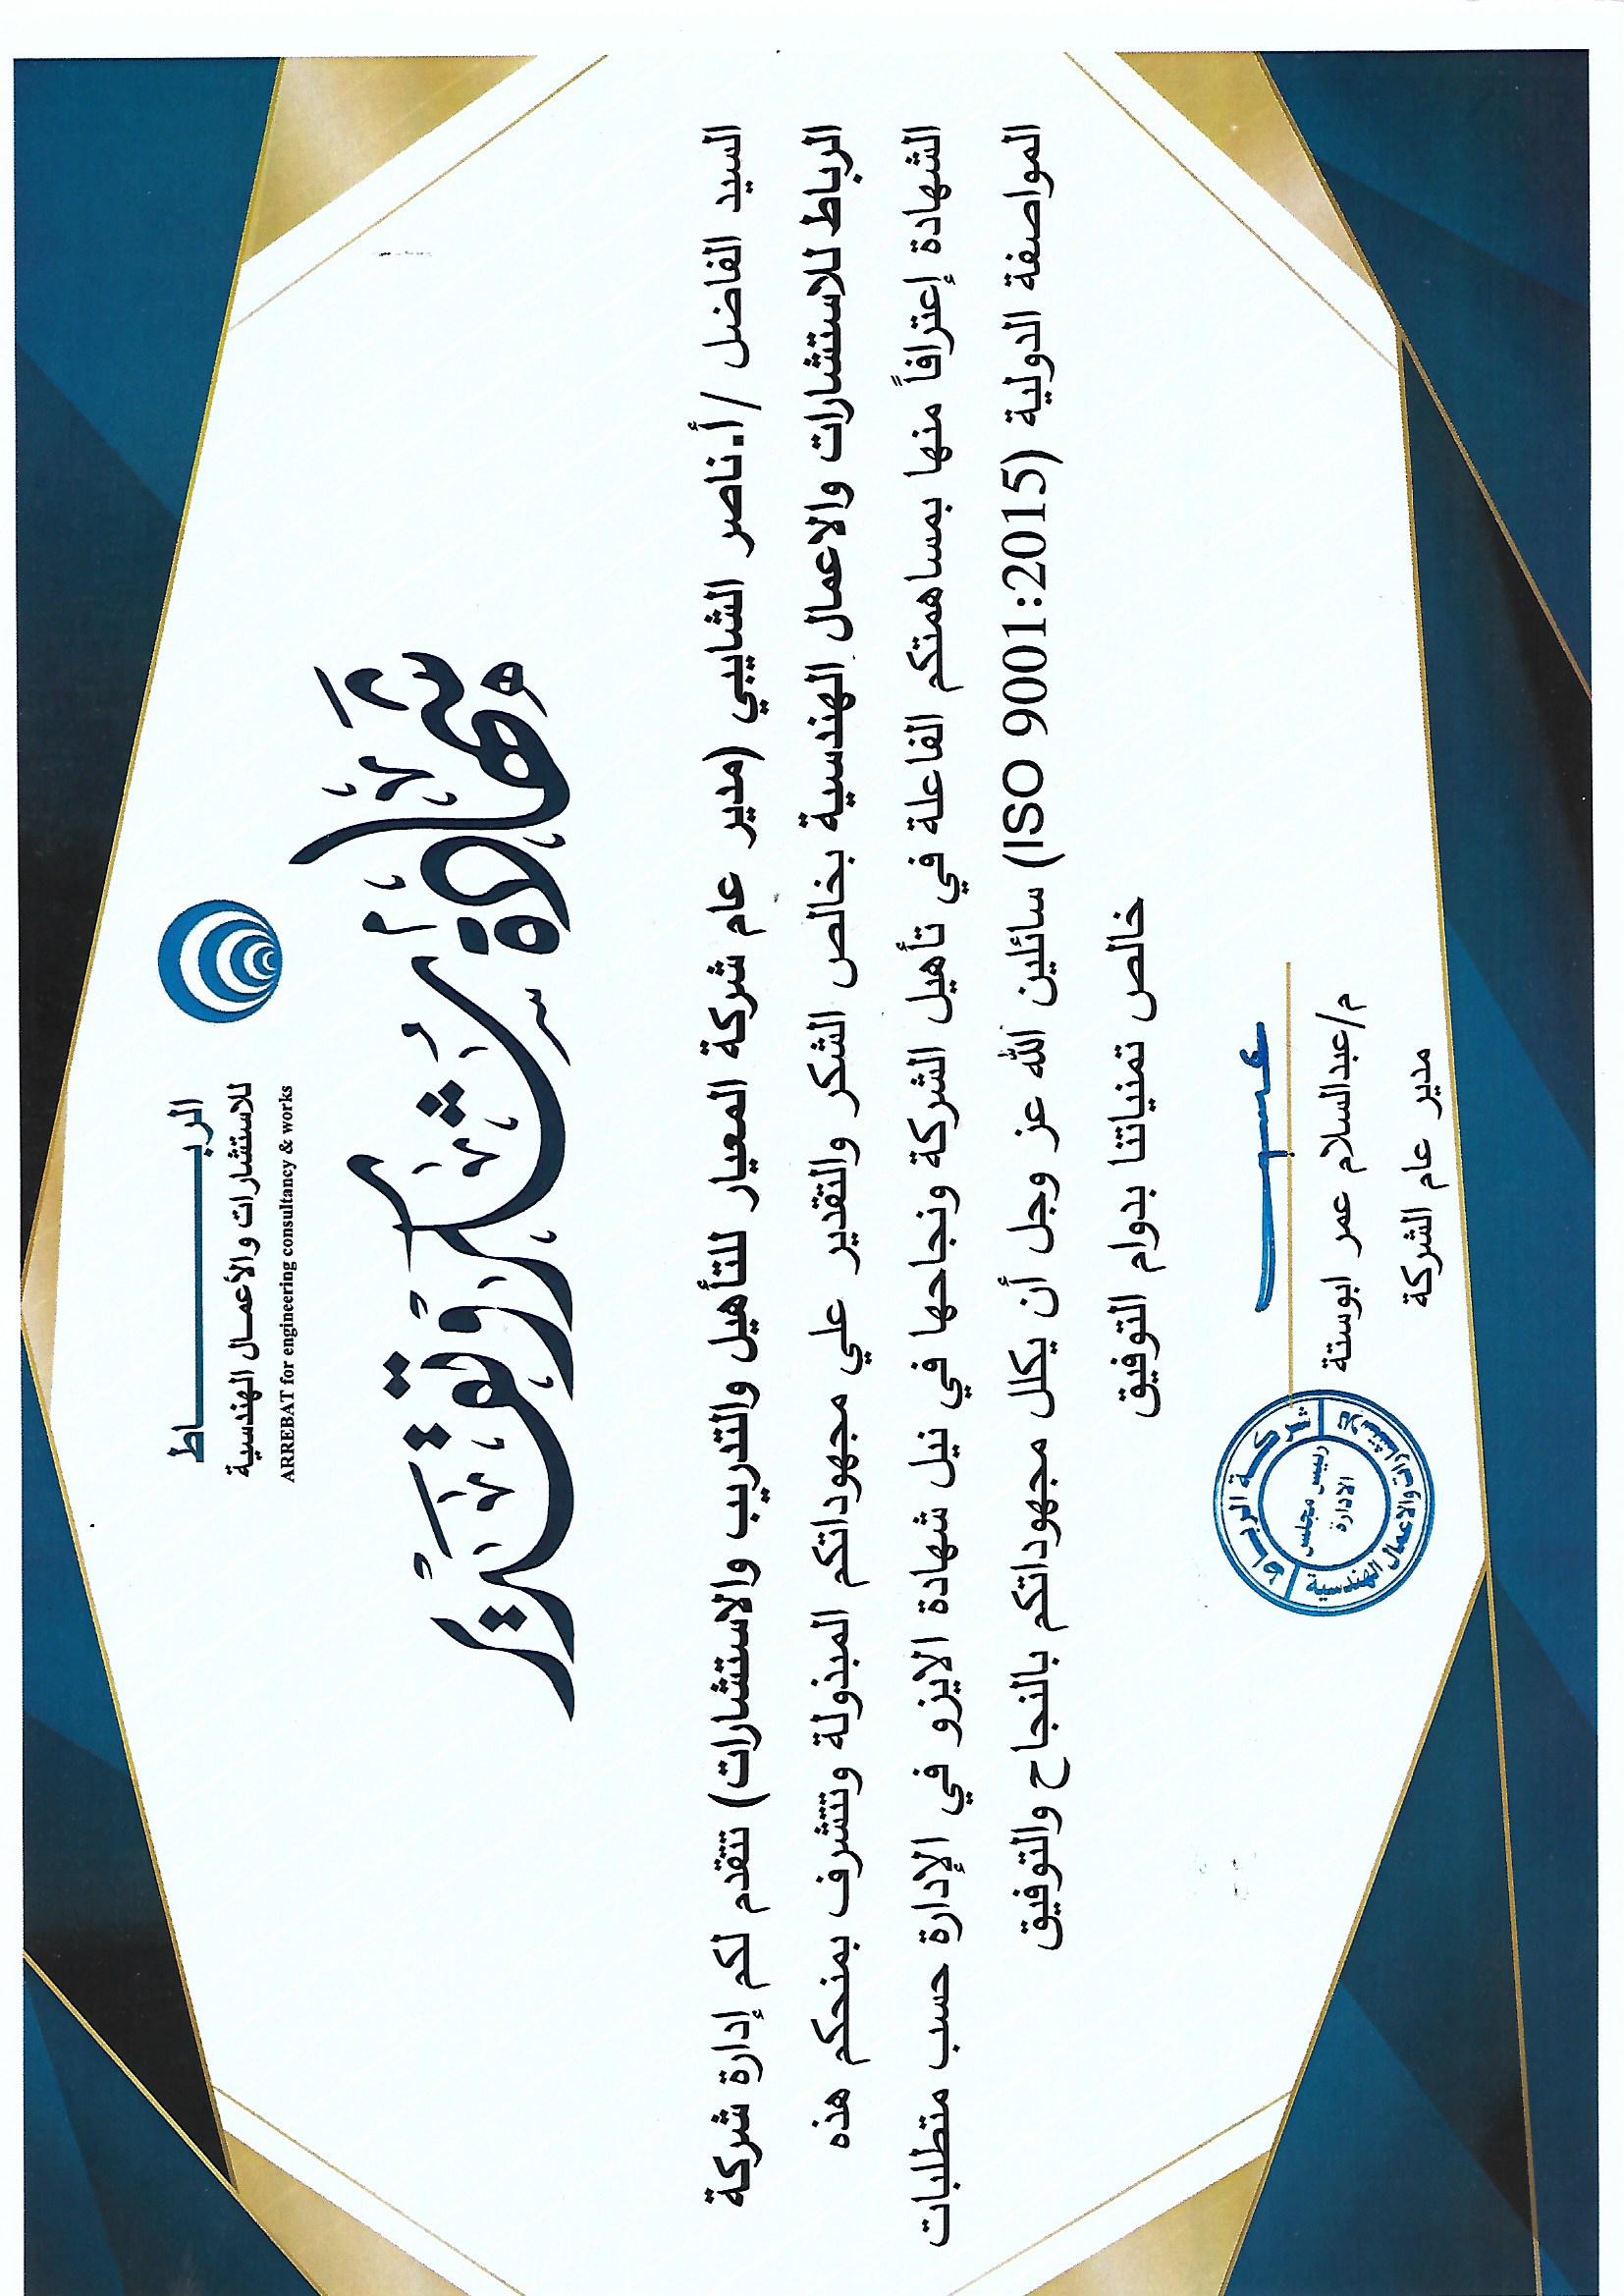 الربـــــــــاط
للاستشارات والأعمـال الهندسية
ARREBAT for engineering consultancy & works
شهادة شكر وتقدير
السيد الفاضل /أ.ناصر الشايبي (مدير عام شركة المعيار للتأهيل والتدريب والاستشارات) تتقدم لكم إدارة شركة
الرباط للاستشارات والاعمال الهندسية بخالص الشكر والتقدير علي مجهوداتكم المبذولة وتتشرف بمنحكم هذه
الشهادة إعترافاً منها بمساهمتكم الفاعلة في تأهيل الشركة ونجاحها في نيل شهادة الايزو في الإدارة حسب متطلبات
المواصفة الدولية (ISO 9001:2015) سائلين الله عز وجل أن يكلل مجهوداتكم بالنجاح والتوفيق
خالص تمنياتنا بدوام التوفيق
شركة الرباط
رئيس مجلس
الادارة
للاستشارات والاعمال الهندسية
م/عبدالسلام عمر ابوستة
مدير عام الشركة